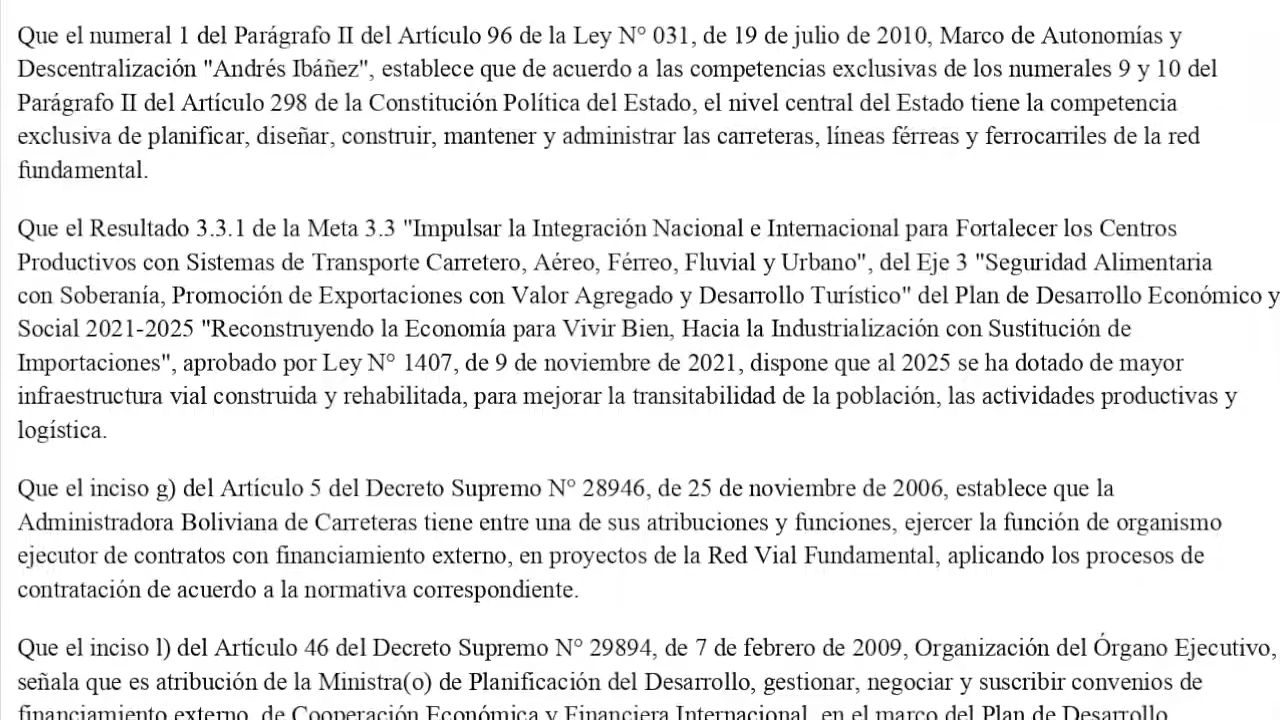 Que el numeral 1 del Parágrafo II del Artículo 96 de la Ley N° 031, de 19 de julio de 2010, Marco de Autonomías y
Descentralización "Andrés Ibáñez", establece que de acuerdo a las competencias exclusivas de los numerales 9 y 10 del
Parágrafo II del Artículo 298 de la Constitución Política del Estado, el nivel central del Estado tiene la competencia
exclusiva de planificar, diseñar, construir, mantener y administrar las carreteras, líneas férreas y ferrocarriles de la red
fundamental.
Que el Resultado 3.3.1 de la Meta 3.3 "Impulsar la Integración Nacional e Internacional para Fortalecer los Centros
Productivos con Sistemas de Transporte Carretero, Aéreo, Férreo, Fluvial y Urbano", del Eje 3 "Seguridad Alimentaria
con Soberanía, Promoción de Exportaciones con Valor Agregado y Desarrollo Turístico" del Plan de Desarrollo Económico y
Social 2021-2025 "Reconstruyendo la Economía para Vivir Bien, Hacia la Industrialización con Sustitución de
Importaciones", aprobado por Ley N° 1407, de 9 de noviembre de 2021, dispone que al 2025 se ha dotado de mayor
infraestructura vial construida y rehabilitada, para mejorar la transitabilidad de la población, las actividades productivas y
logística.
Que el inciso g) del Artículo 5 del Decreto Supremo N° 28946, de 25 de noviembre de 2006, establece que la
Administradora Boliviana de Carreteras tiene entre una de sus atribuciones y funciones, ejercer la función de organismo
ejecutor de contratos con financiamiento externo, en proyectos de la Red Vial Fundamental, aplicando los procesos de
contratación de acuerdo a la normativa correspondiente.
Que el inciso l) del Artículo 46 del Decreto Supremo N° 29894, de 7 de febrero de 2009, Organización del Órgano Ejecutivo,
señala que es atribución de la Ministra(o) de Planificación del Desarrollo, gestionar, negociar y suscribir convenios de
financiamiento externo, de Cooperación Económica y Financiera Internacional, en el marco del Plan de Desarrollo